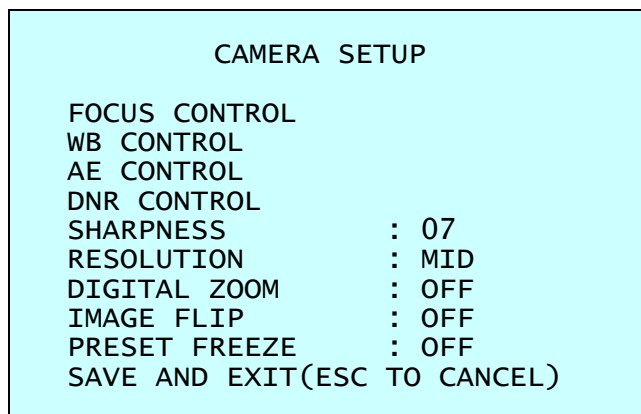 CAMERA SETUP
FOCUS CONTROL
WB CONTROL
AE CONTROL
DNR CONTROL
SHARPNESS : 07
RESOLUTION : MID
DIGITAL ZOOM : OFF
IMAGE FLIP : OFF
PRESET FREEZE : OFF
SAVE AND EXIT(ESC TO CANCEL)